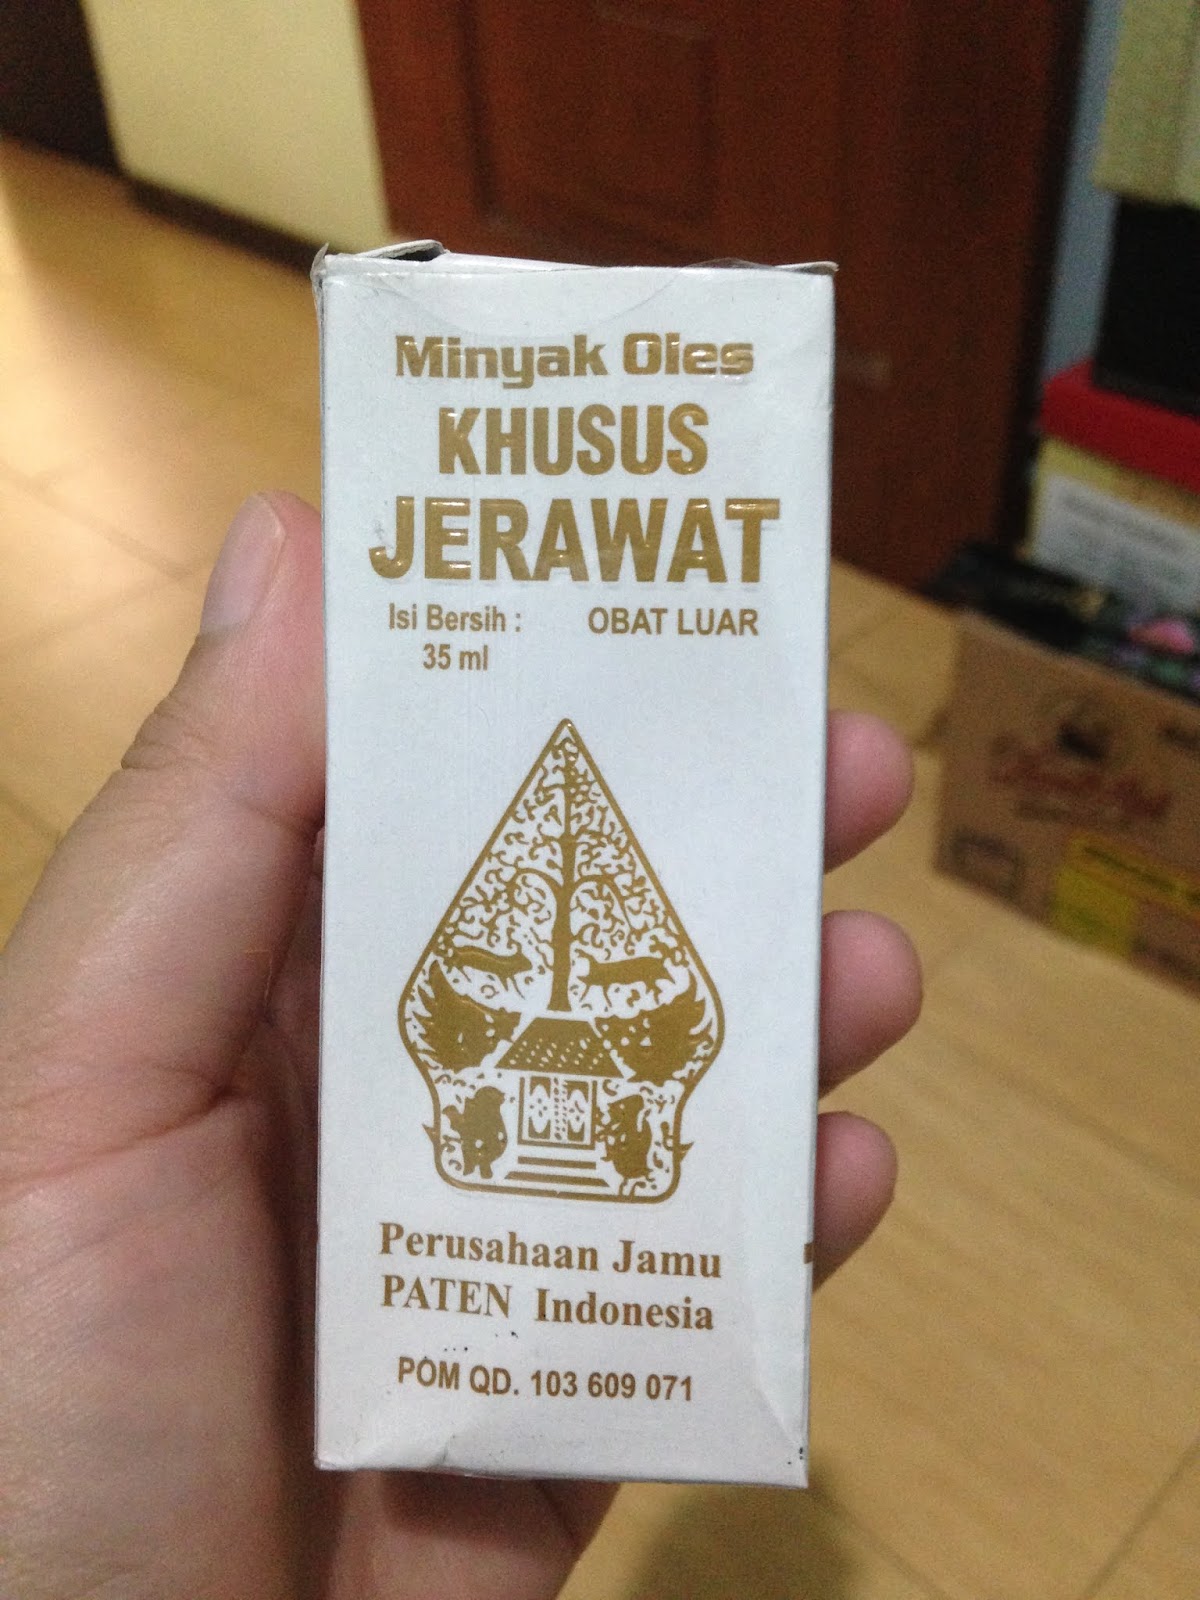 Minyak Oles
KHUSUS
JERAWAT
Isi Bersih : OBAT LUAR
35 ml
Perusahaan Jamu
PATEN Indonesia
POM QD. 103 609 071